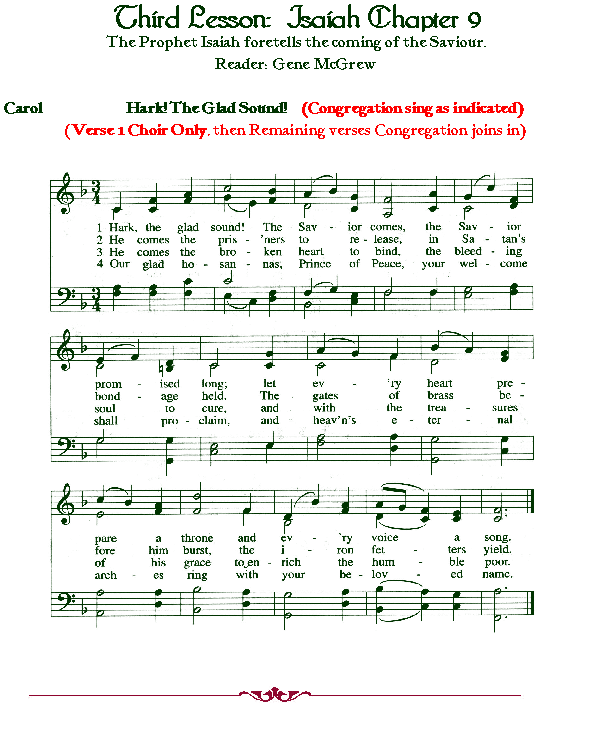 Third Lesson: Isaiah Chapter 9
The Prophet Isaiah foretells the coming of the Saviour.
Reader: Gene McGrew
Carol Hark! The Glad Sound! (Congregation sing as indicated)
(Verse 1 Choir Only, then Remaining verses Congregation joins in)
3 4
1 Hark, the glad sound! The Sav - ior comes, the Sav - ior
2 He comes the pris - 'ners to re - lease, in Sa - tan's
3 He comes the bro - ken heart to bind, the bleed - ing
4 Our glad ho - san - nas, Prince of Peace, your wel - come
3 4
prom - ised long; let ev - 'ry heart pre -
bond - age held. The gates of brass be -
soul to cure, and with the trea - sures
shall pro - claim, and heav'n's e - ter - nal
pare a throne and ev - 'ry voice a song.
fore him burst, the i - ron fet - ters yield.
of his grace to en - rich the hum - ble poor.
arch - es ring with your be - lov - ed name.